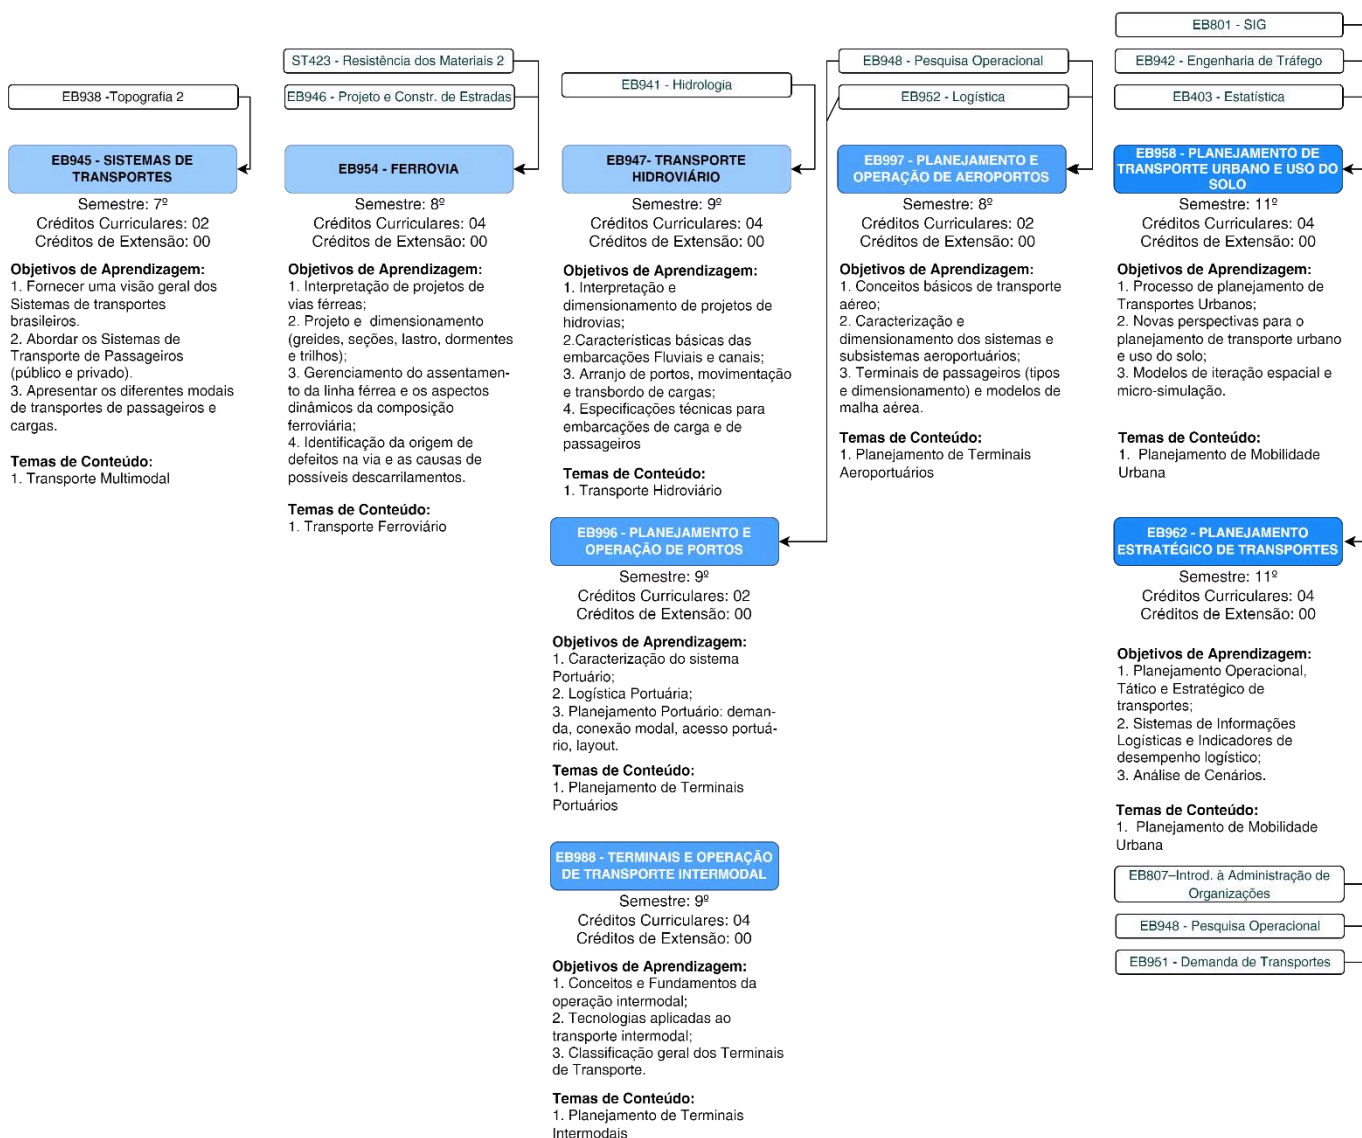 EB938 -Topografia 2
EB945 - SISTEMAS DE
TRANSPORTES
Semestre: 7º
Créditos Curriculares: 02
Créditos de Extensão: 00
Objetivos de Aprendizagem:
1. Fornecer uma visão geral dos
Sistemas de transportes
brasileiros.
2. Abordar os Sistemas de
Transporte de Passageiros
(público e privado).
3. Apresentar os diferentes modais
de transportes de passageiros e
cargas.
Temas de Conteúdo:
1. Transporte Multimodal
ST423 - Resistência dos Materiais 2
EB946 - Projeto e Constr. de Estradas
EB954 - FERROVIA
Semestre: 8º
Créditos Curriculares: 04
Créditos de Extensão: 00
Objetivos de Aprendizagem:
1. Interpretação de projetos de
vias férreas;
2. Projeto e dimensionamento
(greides, seções, lastro, dormentes
e trilhos);
3. Gerenciamento do assentamen-
to da linha férrea e os aspectos
dinâmicos da composição
ferroviária;
4. Identificação da origem de
defeitos na via e as causas de
possíveis descarrilamentos.
Temas de Conteúdo:
1. Transporte Ferroviário
EB941 - Hidrologia
EB947- TRANSPORTE
HIDROVIÁRIO
Semestre: 9º
Créditos Curriculares: 04
Créditos de Extensão: 00
Objetivos de Aprendizagem:
1. Interpretação e
dimensionamento de projetos de
hidrovias;
2.Características básicas das
embarcações Fluviais e canais;
3. Arranjo de portos, movimentação
e transbordo de cargas;
4. Especificações técnicas para
embarcações de carga e de
passageiros
Temas de Conteúdo:
1. Transporte Hidroviário
EB996 - PLANEJAMENTO E
OPERAÇÃO DE PORTOS
Semestre: 9º
Créditos Curriculares: 02
Créditos de Extensão: 00
Objetivos de Aprendizagem:
1. Caracterização do sistema
Portuário;
2. Logística Portuária;
3. Planejamento Portuário: deman-
da, conexão modal, acesso portuá-
rio, layout.
Temas de Conteúdo:
1. Planejamento de Terminais
Portuários
EB988 - TERMINAIS E OPERAÇÃO
DE TRANSPORTE INTERMODAL
Semestre: 9º
Créditos Curriculares: 04
Créditos de Extensão: 00
Objetivos de Aprendizagem:
1. Conceitos e Fundamentos da
operação intermodal;
2. Tecnologias aplicadas ao
transporte intermodal;
3. Classificação geral dos Terminais
de Transporte.
Temas de Conteúdo:
1. Planejamento de Terminais
Intermodais
EB948 - Pesquisa Operacional
EB952 - Logística
EB997 - PLANEJAMENTO E
OPERAÇÃO DE AEROPORTOS
Semestre: 8º
Créditos Curriculares: 02
Créditos de Extensão: 00
Objetivos de Aprendizagem:
1. Conceitos básicos de transporte
aéreo;
2. Caracterização e
dimensionamento dos sistemas e
subsistemas aeroportuários;
3. Terminais de passageiros (tipos
e dimensionamento) e modelos de
malha aérea.
Temas de Conteúdo:
1. Planejamento de Terminais
Aeroportuários
EB801 - SIG
EB942 - Engenharia de Tráfego
EB403 - Estatística
EB958 - PLANEJAMENTO DE
TRANSPORTE URBANO E USO DO
SOLO
Semestre: 11º
Créditos Curriculares: 04
Créditos de Extensão: 00
Objetivos de Aprendizagem:
1. Processo de planejamento de
Transportes Urbanos;
2. Novas perspectivas para o
planejamento de transporte urbano
e uso do solo;
3. Modelos de iteração espacial e
micro-simulação.
Temas de Conteúdo:
1. Planejamento de Mobilidade
Urbana
EB962 - PLANEJAMENTO
ESTRATÉGICO DE TRANSPORTES
Semestre: 11º
Créditos Curriculares: 04
Créditos de Extensão: 00
Objetivos de Aprendizagem:
1. Planejamento Operacional,
Tático e Estratégico de
transportes;
2. Sistemas de Informações
Logísticas e Indicadores de
desempenho logístico;
3. Análise de Cenários.
Temas de Conteúdo:
1. Planejamento de Mobilidade
Urbana
EB807–Introd. à Administração de
Organizações
EB948 - Pesquisa Operacional
EB951 - Demanda de Transportes